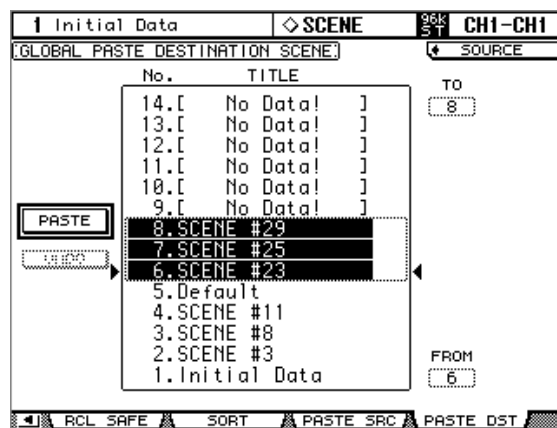 1 Initial Data ◇SCENE 96k ST CH1-CH1
GLOBAL PASTE DESTINATION SCENE SOURCE
No. TITLE
TO
8
14.[ No Data! ]
13.[ No Data! ]
12.[ No Data! ]
11.[ No Data! ]
10.[ No Data! ]
9.[ No Data! ]
8.SCENE #29
7.SCENE #25
6.SCENE #23
5.Default
4.SCENE #11
3.SCENE #8
2.SCENE #3
1.Initial Data
PASTE
UNDO
FROM
6
RCL SAFE SORT PASTE SRC PASTE DST